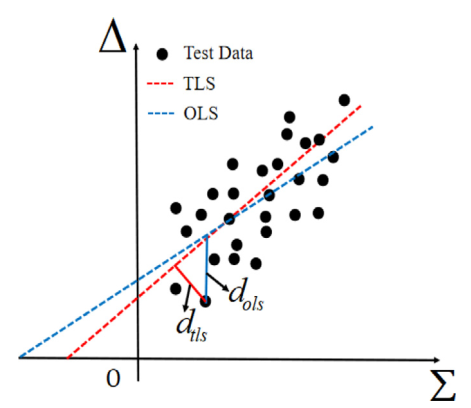 Δ
Test Data
TLS
OLS
d_ols
d_tls
0
Σ